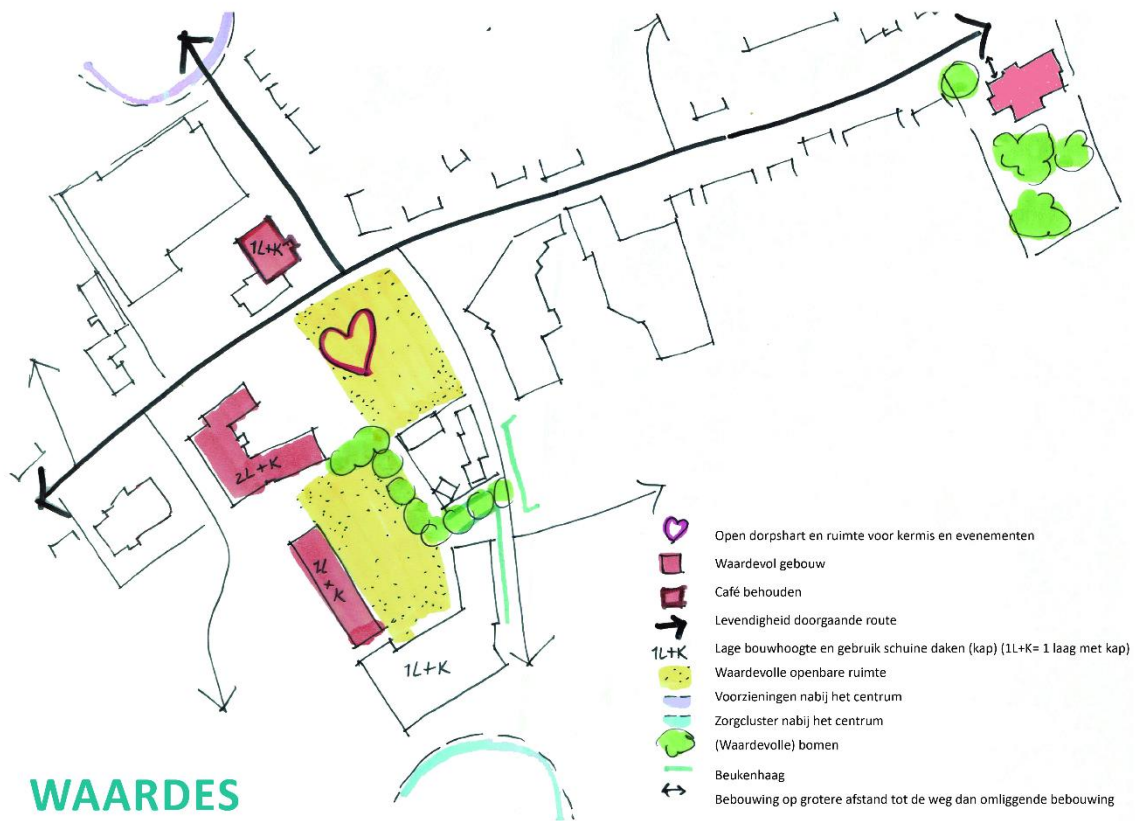 1L+K
2L+K
1L+K
1L+K
Open dorpshart en ruimte voor kermis en evenementen
Waardevol gebouw
Café behouden
Levendigheid doorgaande route
1L+K Lage bouwhoogte en gebruik schuine daken (kap) (1L+K= 1 laag met kap)
Waardevolle openbare ruimte
Voorzieningen nabij het centrum
Zorgcluster nabij het centrum
(Waardevolle) bomen
Beukenhaag
Bebouwing op grotere afstand tot de weg dan omliggende bebouwing
WAARDES